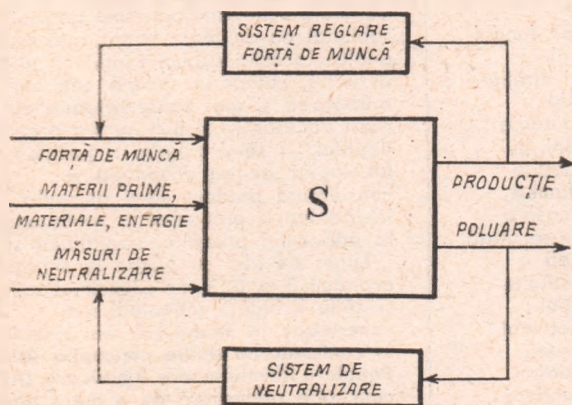 SISTEM REGLARE
FORȚĂ DE MUNCĂ
FORȚĂ DE MUNCĂ
MATERII PRIME,
MATERIALE, ENERGIE
MĂSURI DE
NEUTRALIZARE
S
PRODUCȚIE
POLUARE
SISTEM DE
NEUTRALIZARE